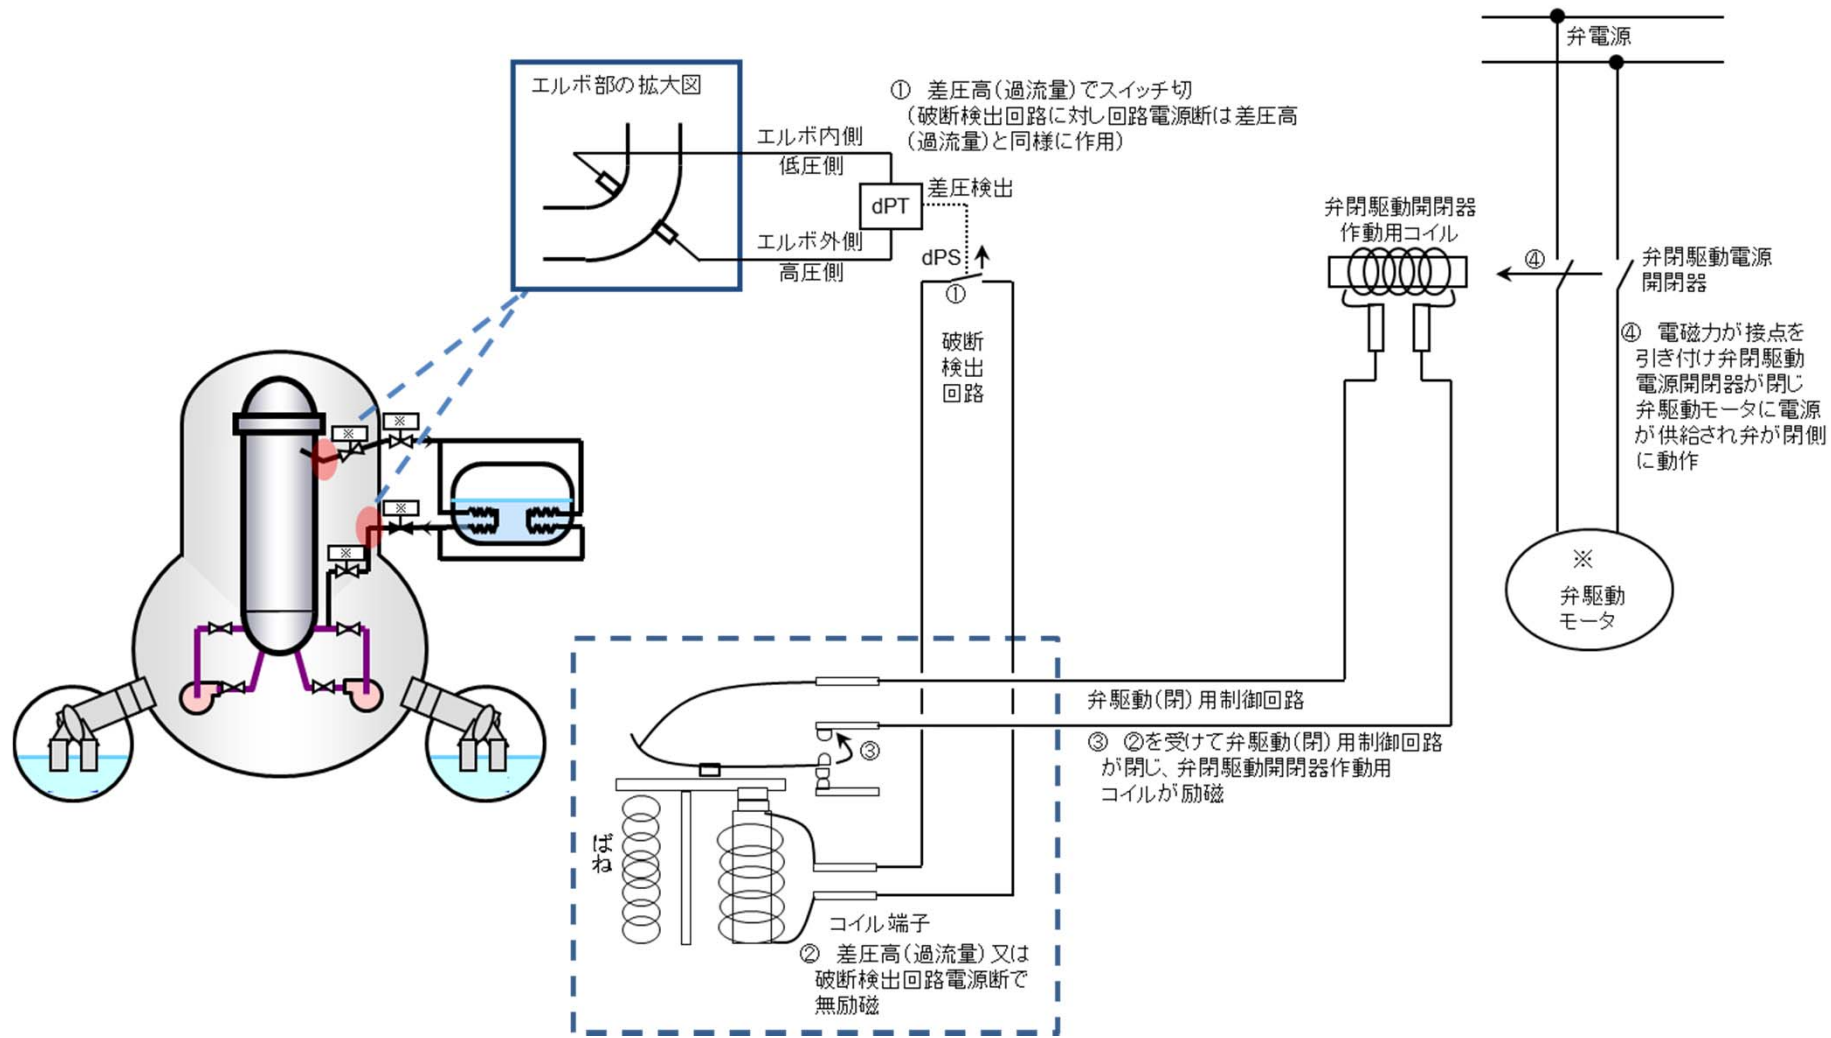 弁電源
エルボ部の拡大図
① 差圧高(過流量)でスイッチ切
(破断検出回路に対し回路電源断は差圧高
(過流量)と同様に作用)
エルボ内側
低圧側
dPT
差圧検出
エルボ外側
高圧側
dPS
①
破断
検出
回路
弁閉駆動開閉器
作動用コイル
④
弁閉駆動電源
開閉器
④ 電磁力が接点を
引き付け弁閉駆動
電源開閉器が閉じ
弁駆動モータに電源
が供給され弁が閉側
に動作
※
※
※
※
※
弁駆動
モータ
弁駆動(閉)用制御回路
③ ②を受けて弁駆動(閉)用制御回路
が閉じ、弁閉駆動開閉器作動用
コイルが励磁
③
ばね
コイル端子
② 差圧高(過流量)又は
破断検出回路電源断で
無励磁